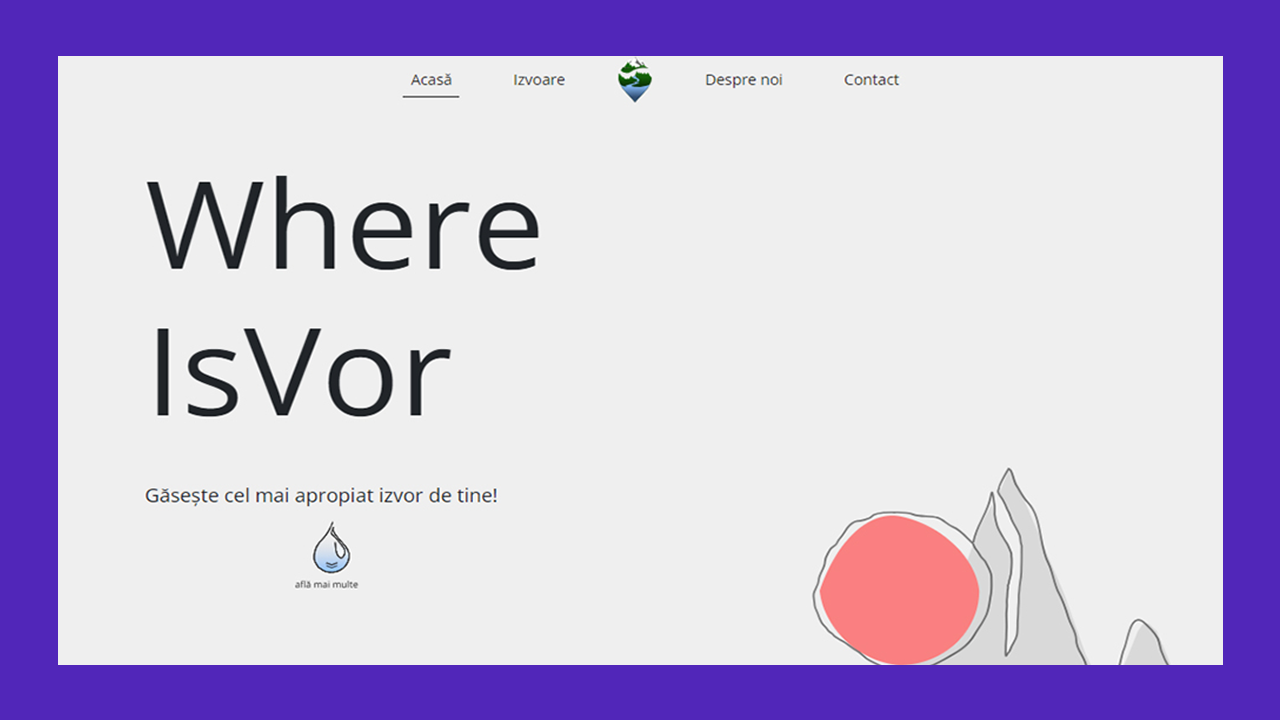 Acasă Izvoare Despre noi Contact
Where
IsVor
Găsește cel mai apropiat izvor de tine!
află mai multe